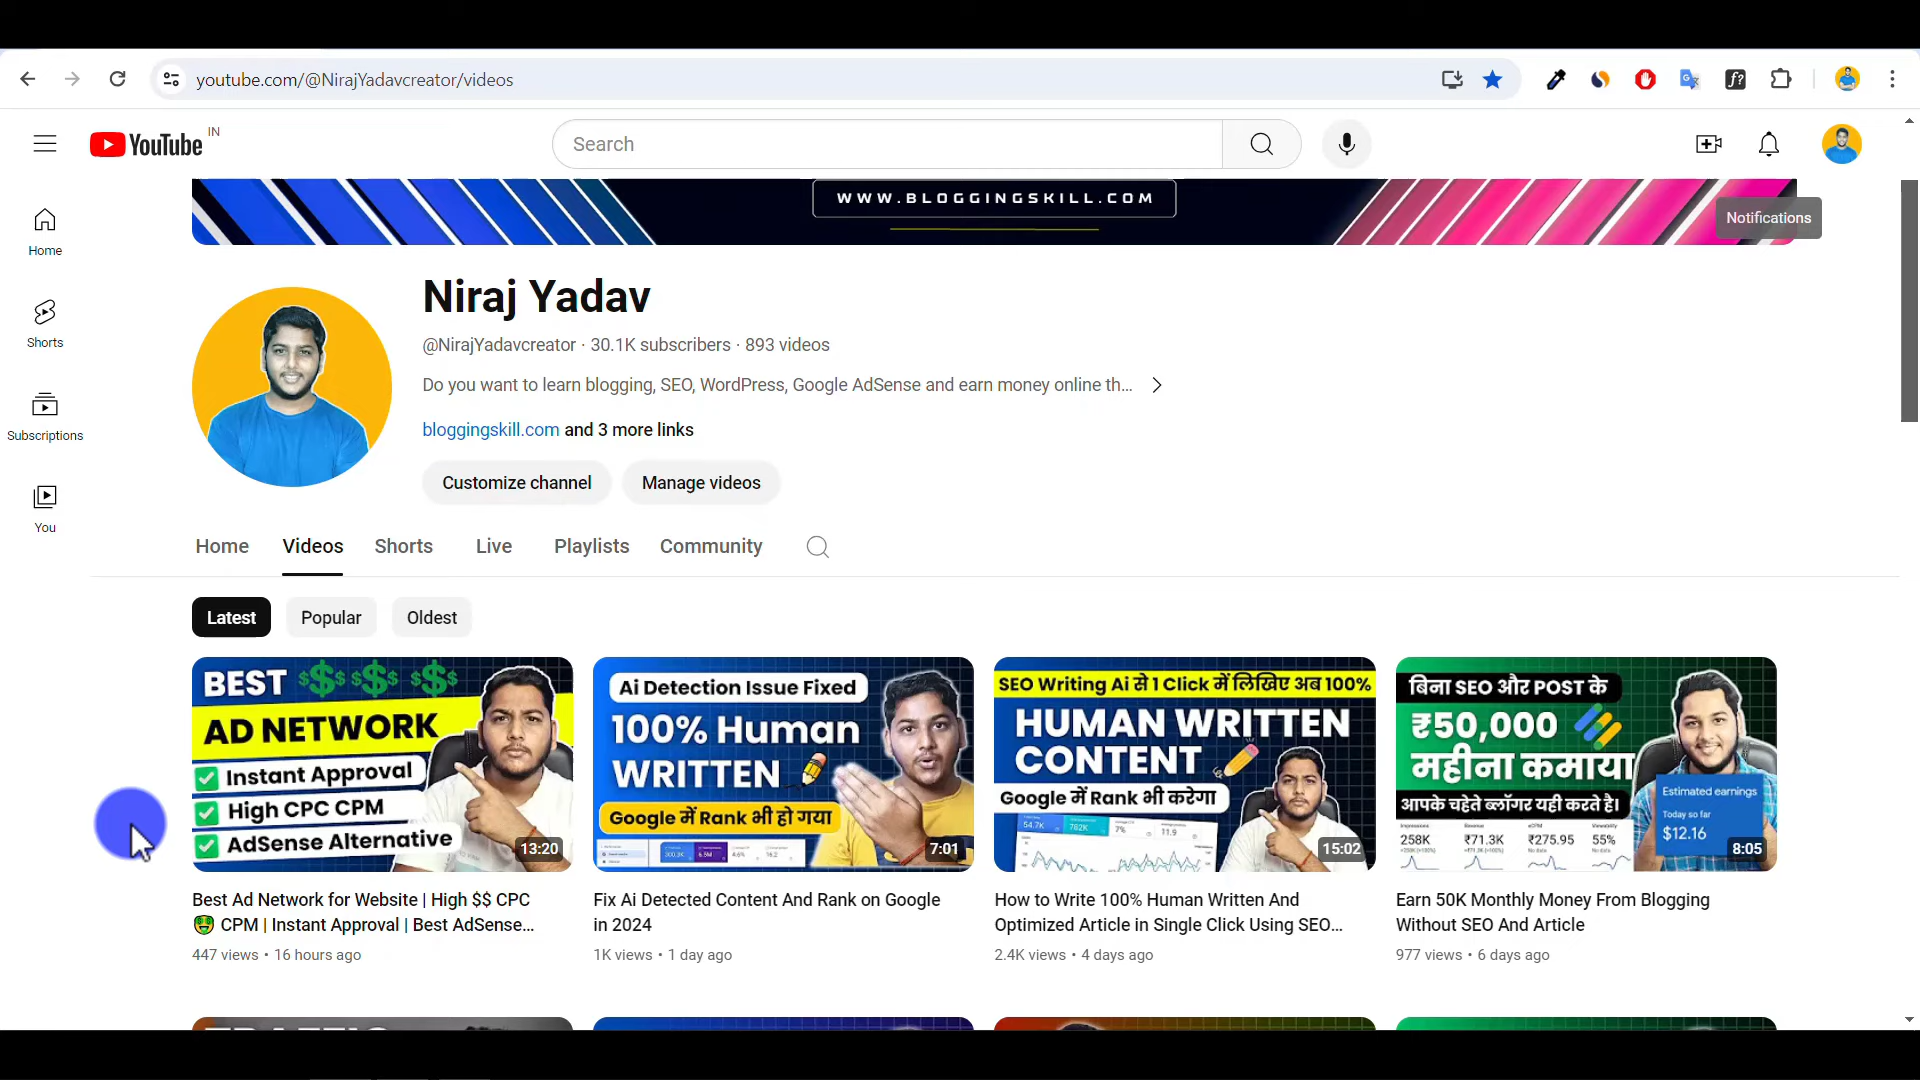 youtube.com/@NirajYadavcreator/videos
YouTube IN
Search
WWW.BLOGGINGSKILL.COM
Notifications
Home
Shorts
Subscriptions
You
Niraj Yadav
@NirajYadavcreator · 30.1K subscribers · 893 videos
Do you want to learn blogging, SEO, WordPress, Google AdSense and earn money online th...
bloggingskill.com and 3 more links
Customize channel
Manage videos
Home
Videos
Shorts
Live
Playlists
Community
Latest
Popular
Oldest
BEST $$$ $$$ $$$
AD NETWORK
Instant Approval
High CPC CPM
AdSense Alternative
13:20
Best Ad Network for Website | High $$ CPC
🤑 CPM | Instant Approval | Best AdSense...
447 views • 16 hours ago
Ai Detection Issue Fixed
100% Human
WRITTEN
Google में Rank भी हो गया
7:01
Fix Ai Detected Content And Rank on Google
in 2024
1K views • 1 day ago
SEO Writing Ai से 1 Click में लिखिए अब 100%
HUMAN WRITTEN
CONTENT
Google में Rank भी करेगा
54.7K
762K
7%
11.9
15:02
How to Write 100% Human Written And
Optimized Article in Single Click Using SEO...
2.4K views • 4 days ago
बिना SEO और POST के
₹50,000
महीना कमाया
आपके चहेते ब्लॉगर यही करते है।
Estimated earnings
Today so far
$12.16
258K
₹71.3K
₹275.95
55%
8:05
Earn 50K Monthly Money From Blogging
Without SEO And Article
977 views • 6 days ago